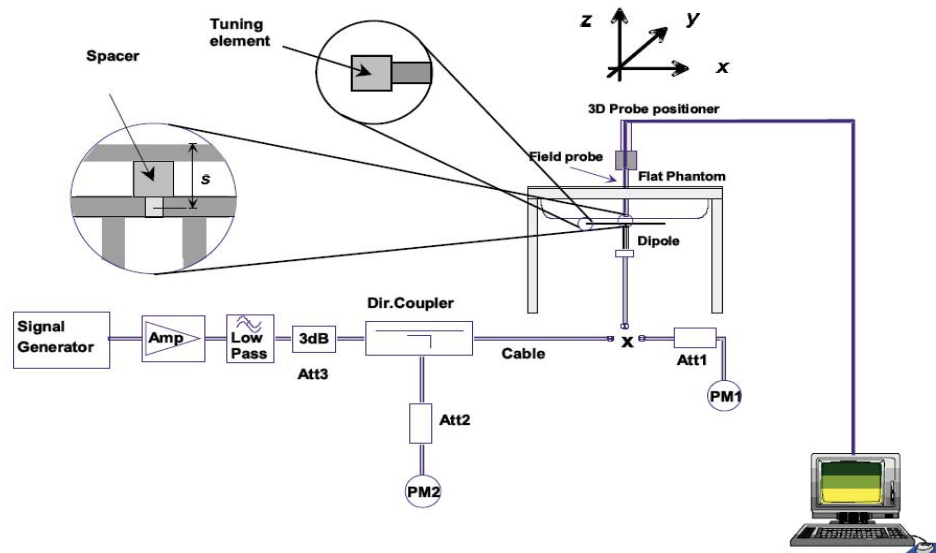 Tuning
element
z
y
x
Spacer
3D Probe positioner
s
Field probe
Flat Phantom
Dipole
Dir.Coupler
Signal
Generator
Amp
Low
Pass
3dB
Cable
x
Att1
Att3
PM1
Att2
PM2